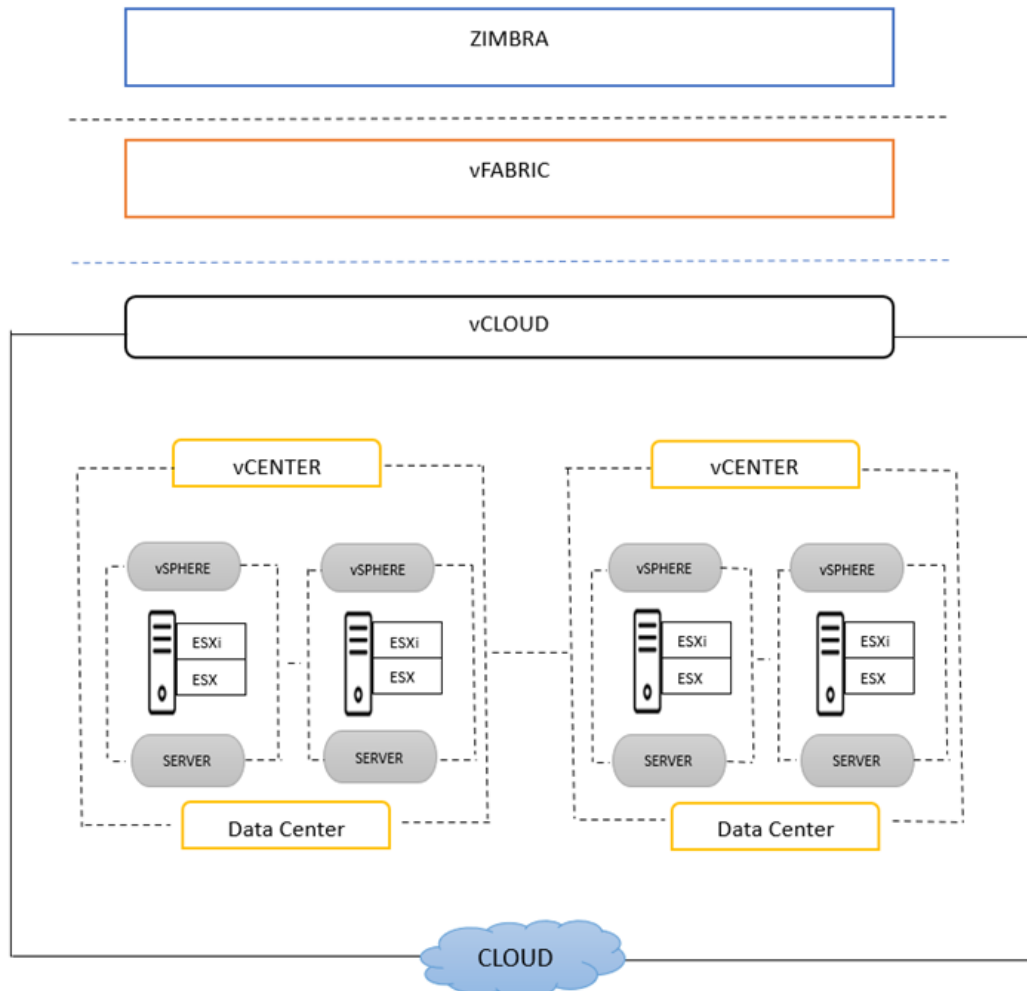 ZIMBRA
vFABRIC
vCLOUD
vCENTER
vCENTER
vSPHERE
vSPHERE
vSPHERE
vSPHERE
ESXi
ESX
ESXi
ESX
ESXi
ESX
ESXi
ESX
SERVER
SERVER
SERVER
SERVER
Data Center
Data Center
CLOUD